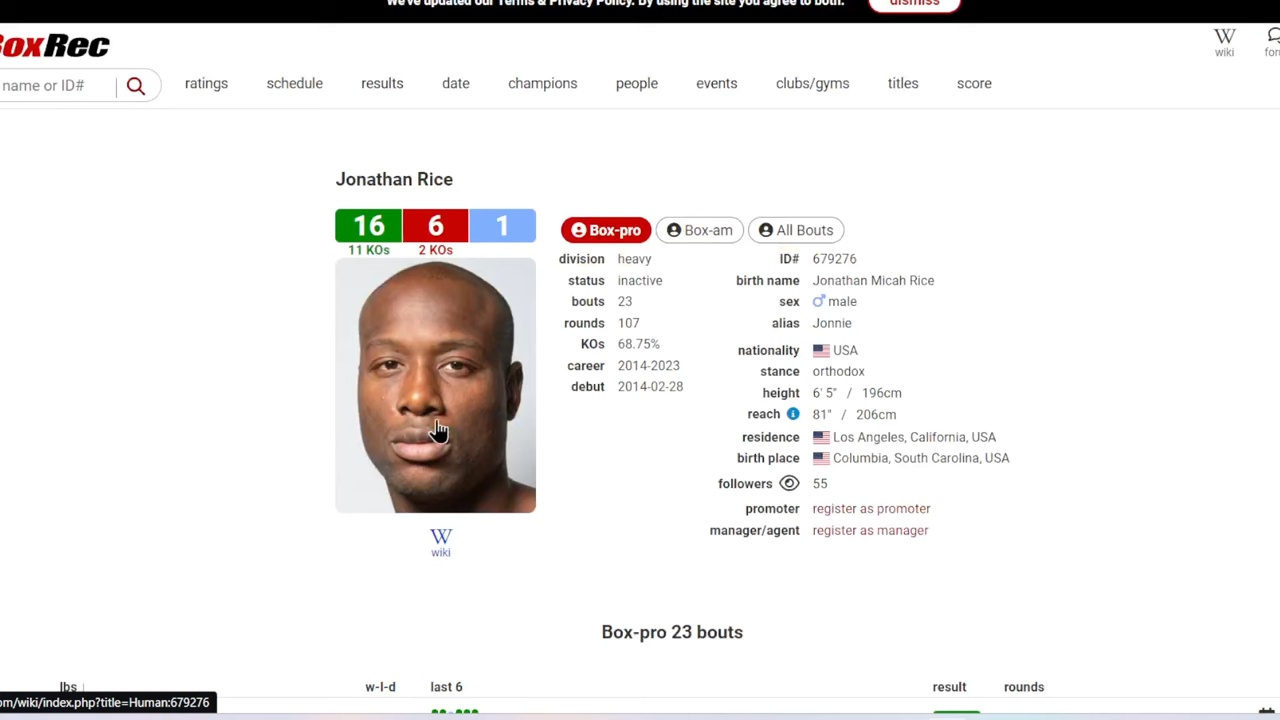 We've updated our Terms & Privacy Policy. By using the site you agree to both. dismiss
BoxRec
wiki
name or ID# ratings schedule results date champions people events clubs/gyms titles score
Jonathan Rice
16 6 1
11 KOs 2 KOs
Box-pro Box-am All Bouts
division heavy
status inactive
bouts 23
rounds 107
KOs 68.75%
career 2014-2023
debut 2014-02-28
ID# 679276
birth name Jonathan Micah Rice
sex male
alias Jonnie
nationality USA
stance orthodox
height 6' 5" / 196cm
reach 81" / 206cm
residence Los Angeles, California, USA
birth place Columbia, South Carolina, USA
followers 55
promoter register as promoter
manager/agent register as manager
W
wiki
Box-pro 23 bouts
lbs w-l-d last 6 result rounds
om/wiki/index.php?title=Human:679276